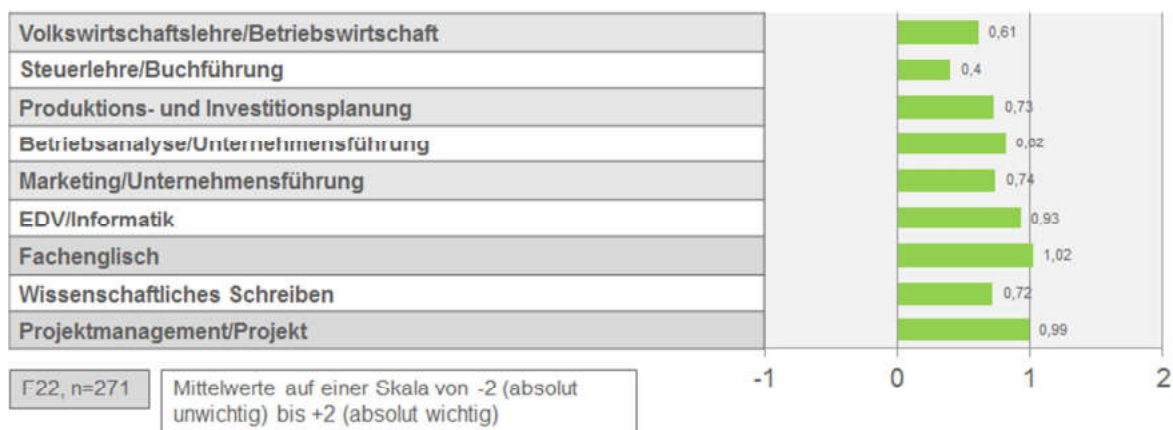 Volkswirtschaftslehre/Betriebswirtschaft 0,61
Steuerlehre/Buchführung 0,4
Produktions- und Investitionsplanung 0,73
Betriebsanalyse/Unternehmensführung 0,82
Marketing/Unternehmensführung 0,74
EDV/Informatik 0,93
Fachenglisch 1,02
Wissenschaftliches Schreiben 0,72
Projektmanagement/Projekt 0,99
-1 0 1 2
F22, n=271
Mittelwerte auf einer Skala von -2 (absolut
unwichtig) bis +2 (absolut wichtig)